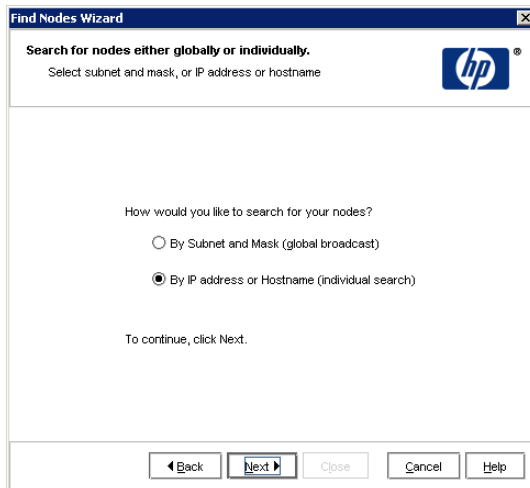 Find Nodes Wizard
Search for nodes either globally or individually.
Select subnet and mask, or IP address or hostname
hp ®
How would you like to search for your nodes?
By Subnet and Mask (global broadcast)
By IP address or Hostname (individual search)
To continue, click Next.
Back Next Close Cancel Help